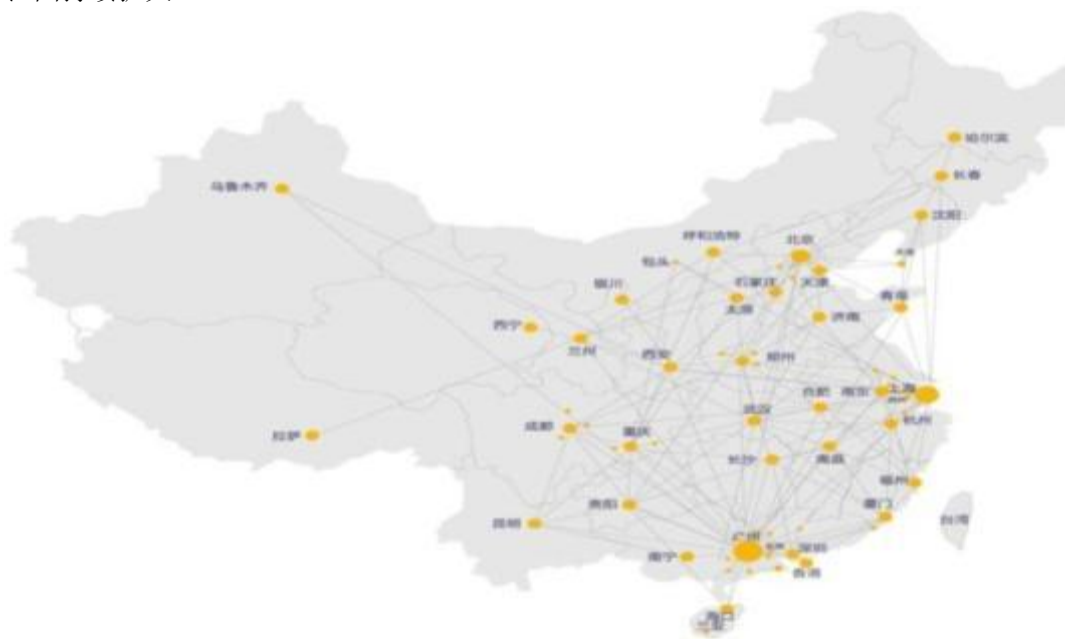 哈尔滨
长春
乌鲁木齐
沈阳
呼和浩特
北京
包头
石家庄
天津
银川
太原
青岛
西宁
济南
兰州
西安
郑州
合肥
南京
上海
武汉
杭州
成都
重庆
拉萨
长沙
南昌
福州
贵阳
厦门
昆明
台湾
广州
深圳
南宁
香港